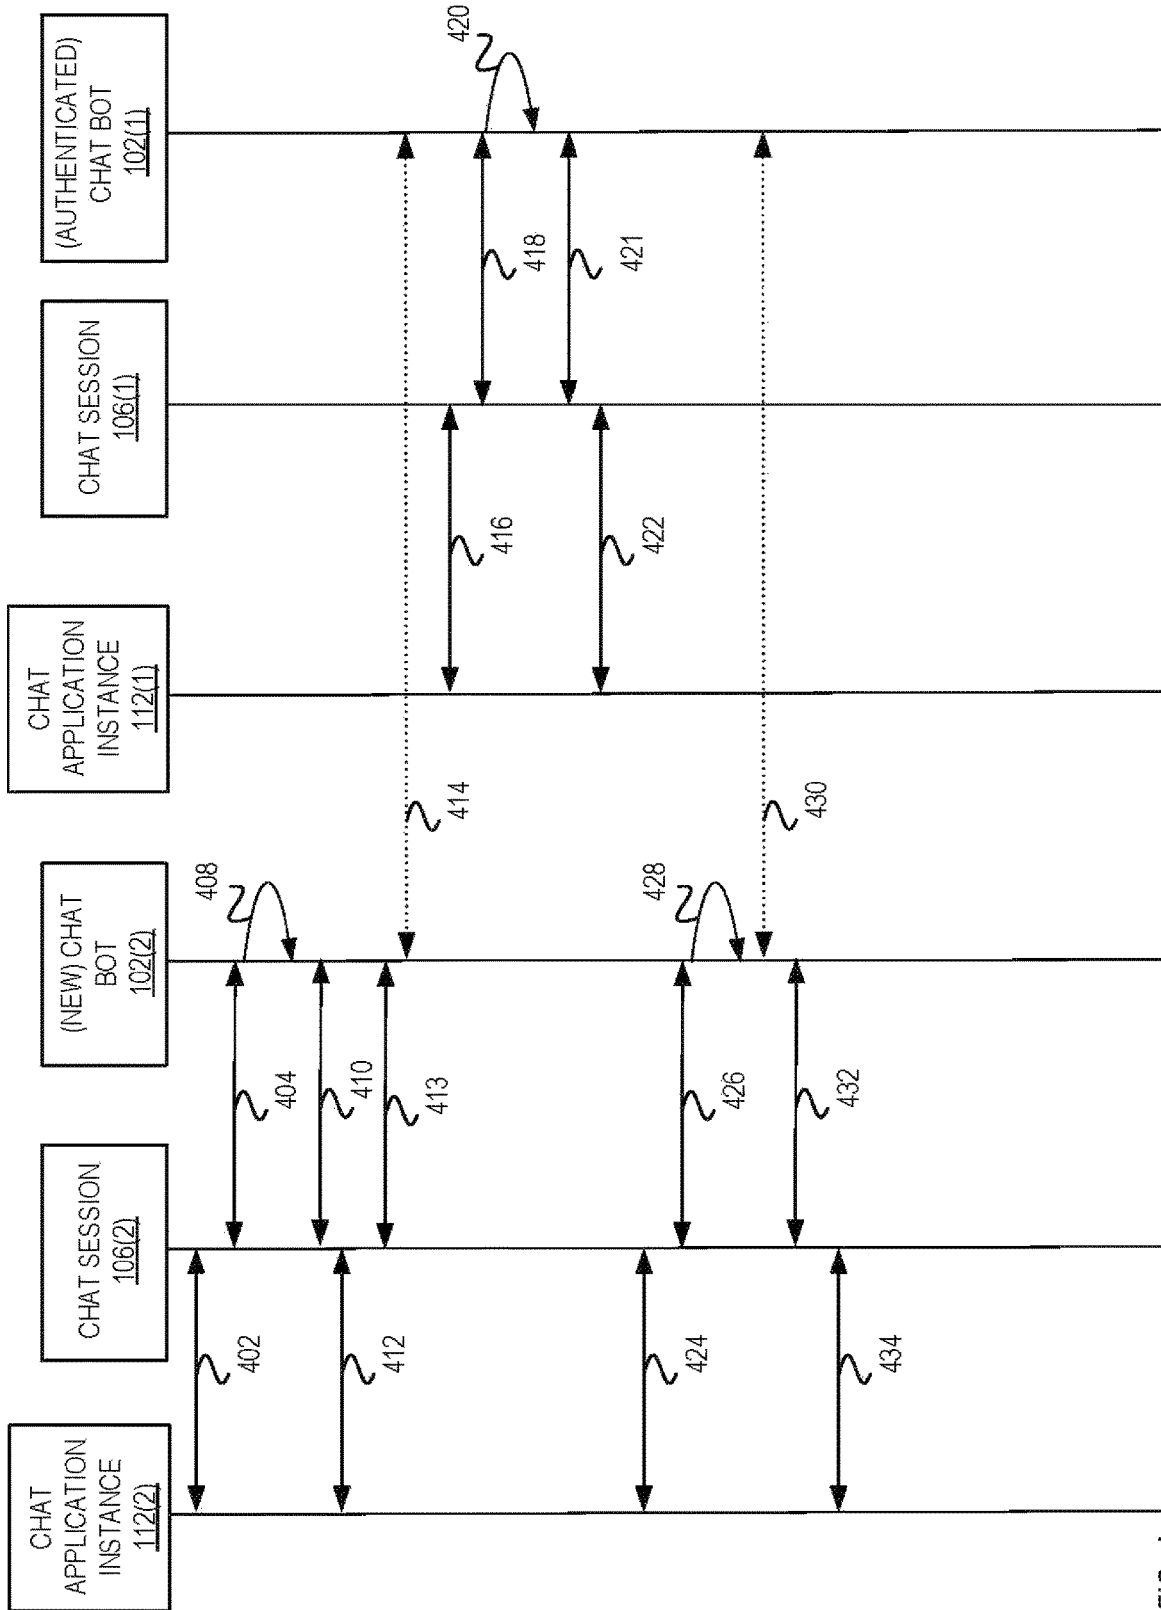 CHAT
APPLICATION
INSTANCE
112(2)
CHAT SESSION
106(2)
(NEW) CHAT
BOT
102(2)
CHAT
APPLICATION
INSTANCE
112(1)
CHAT SESSION
106(1)
(AUTHENTICATED)
CHAT BOT
102(1)
402
404
408
410
412
413
414
416
418
420
421
422
424
426
428
430
432
434